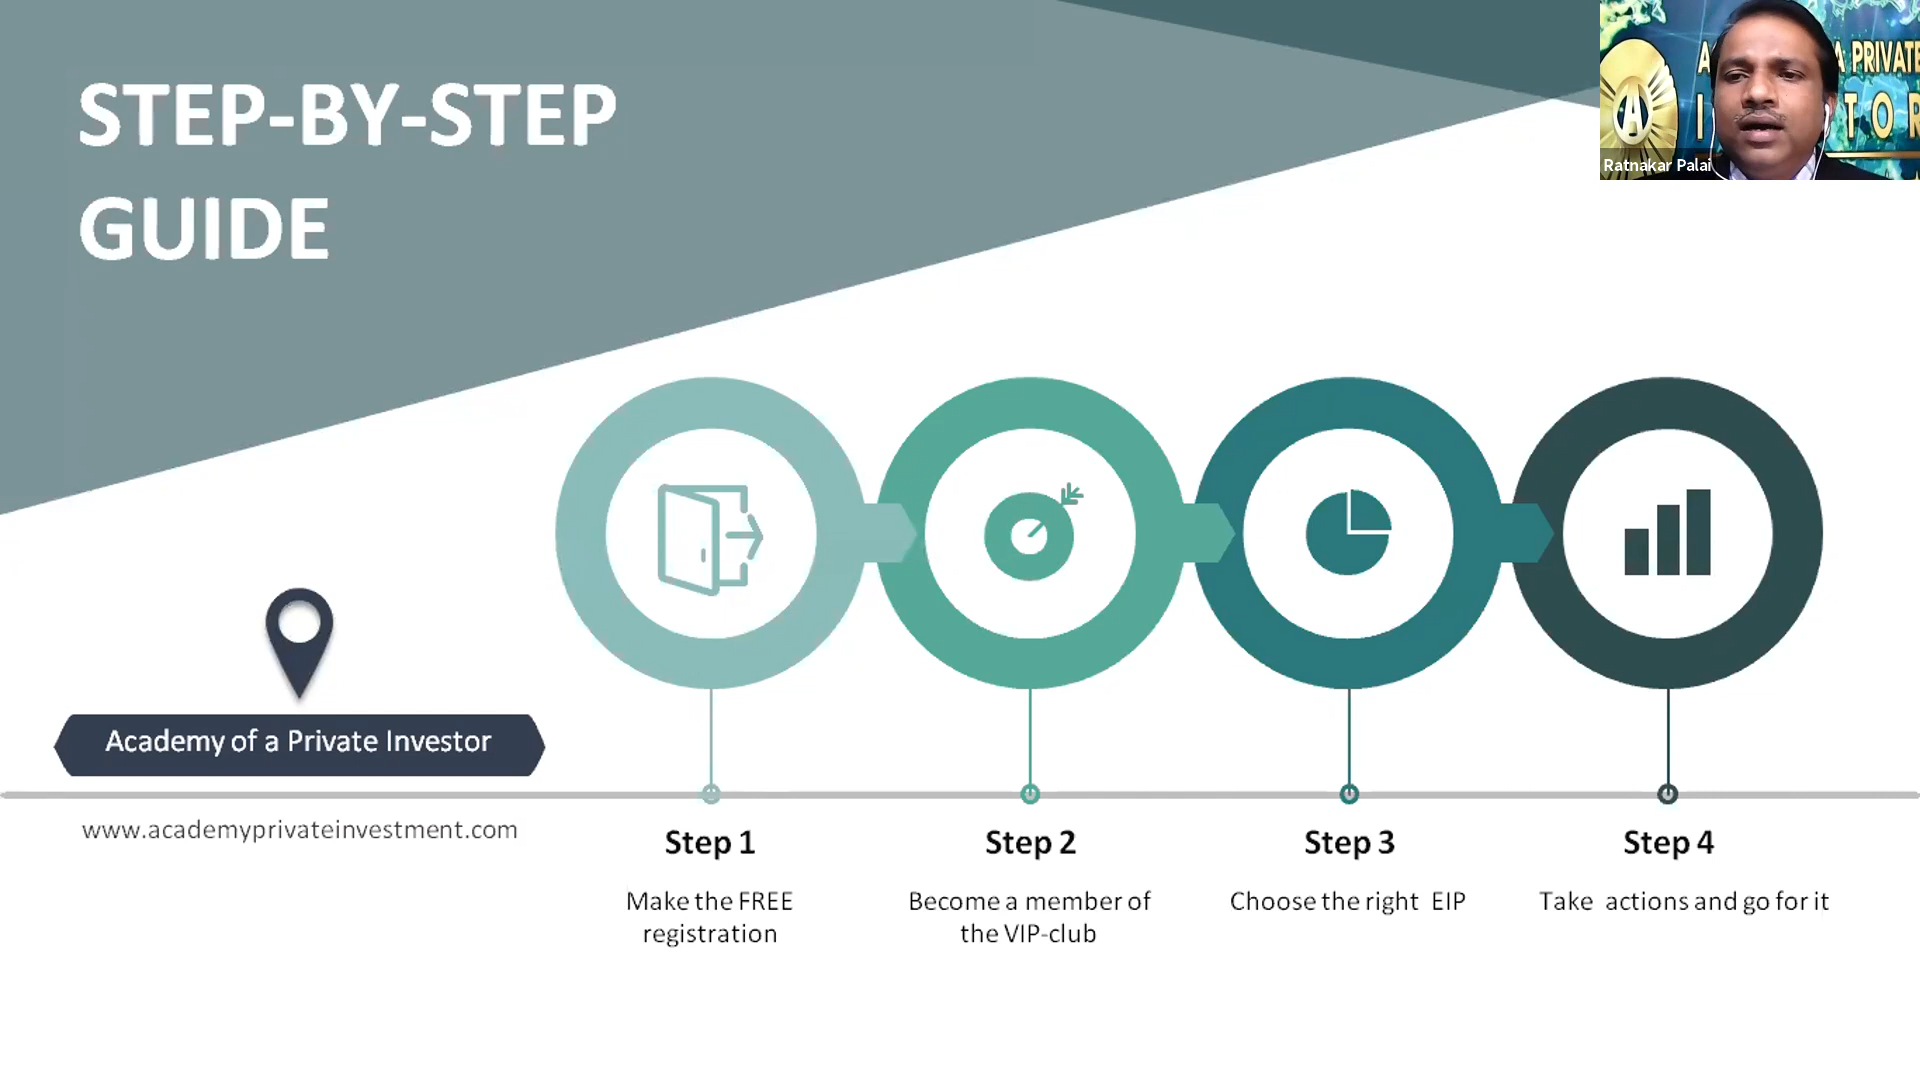 STEP-BY-STEP
GUIDE
A PRIVATE
I TOR
Ratnakar Palai
Academy of a Private Investor
www.academyprivateinvestment.com
Step 1
Make the FREE
registration
Step 2
Become a member of
the VIP-club
Step 3
Choose the right EIP
Step 4
Take actions and go for it